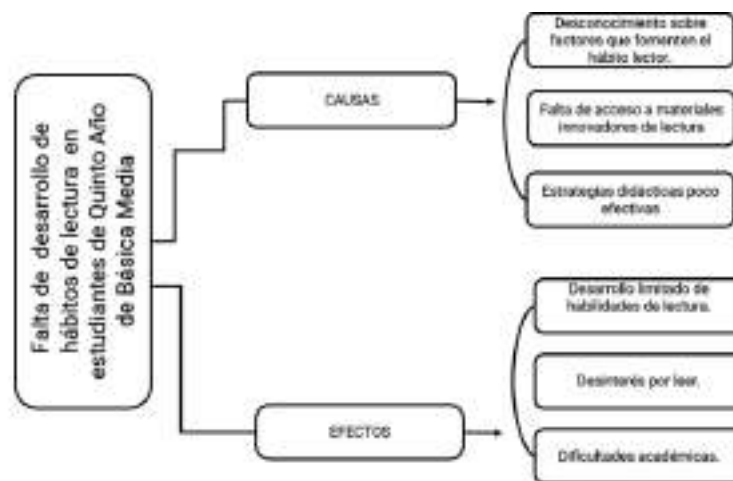 Falta de desarrollo de
hábitos de lectura en
estudiantes de Quinto Año
de Básica Media
CAUSAS
Desconocimiento sobre
factores que fomenten el
hábito lector.
Falta de acceso a materiales
innovadores de lectura
Estrategias didácticas poco
efectivas
EFECTOS
Desarrollo limitado de
habilidades de lectura.
Desinterés por leer.
Dificultades académicas.